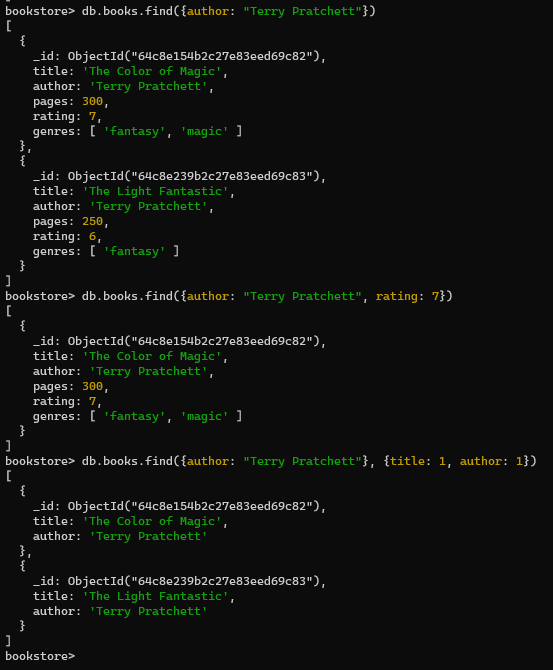 bookstore> db.books.find({author: "Terry Pratchett"})
[
  {
    _id: ObjectId("64c8e154b2c27e83eed69c82"),
    title: 'The Color of Magic',
    author: 'Terry Pratchett',
    pages: 300,
    rating: 7,
    genres: [ 'fantasy', 'magic' ]
  },
  {
    _id: ObjectId("64c8e239b2c27e83eed69c83"),
    title: 'The Light Fantastic',
    author: 'Terry Pratchett',
    pages: 250,
    rating: 6,
    genres: [ 'fantasy' ]
  }
]
bookstore> db.books.find({author: "Terry Pratchett", rating: 7})
[
  {
    _id: ObjectId("64c8e154b2c27e83eed69c82"),
    title: 'The Color of Magic',
    author: 'Terry Pratchett',
    pages: 300,
    rating: 7,
    genres: [ 'fantasy', 'magic' ]
  }
]
bookstore> db.books.find({author: "Terry Pratchett"}, {title: 1, author: 1})
[
  {
    _id: ObjectId("64c8e154b2c27e83eed69c82"),
    title: 'The Color of Magic',
    author: 'Terry Pratchett'
  },
  {
    _id: ObjectId("64c8e239b2c27e83eed69c83"),
    title: 'The Light Fantastic',
    author: 'Terry Pratchett'
  }
]
bookstore>